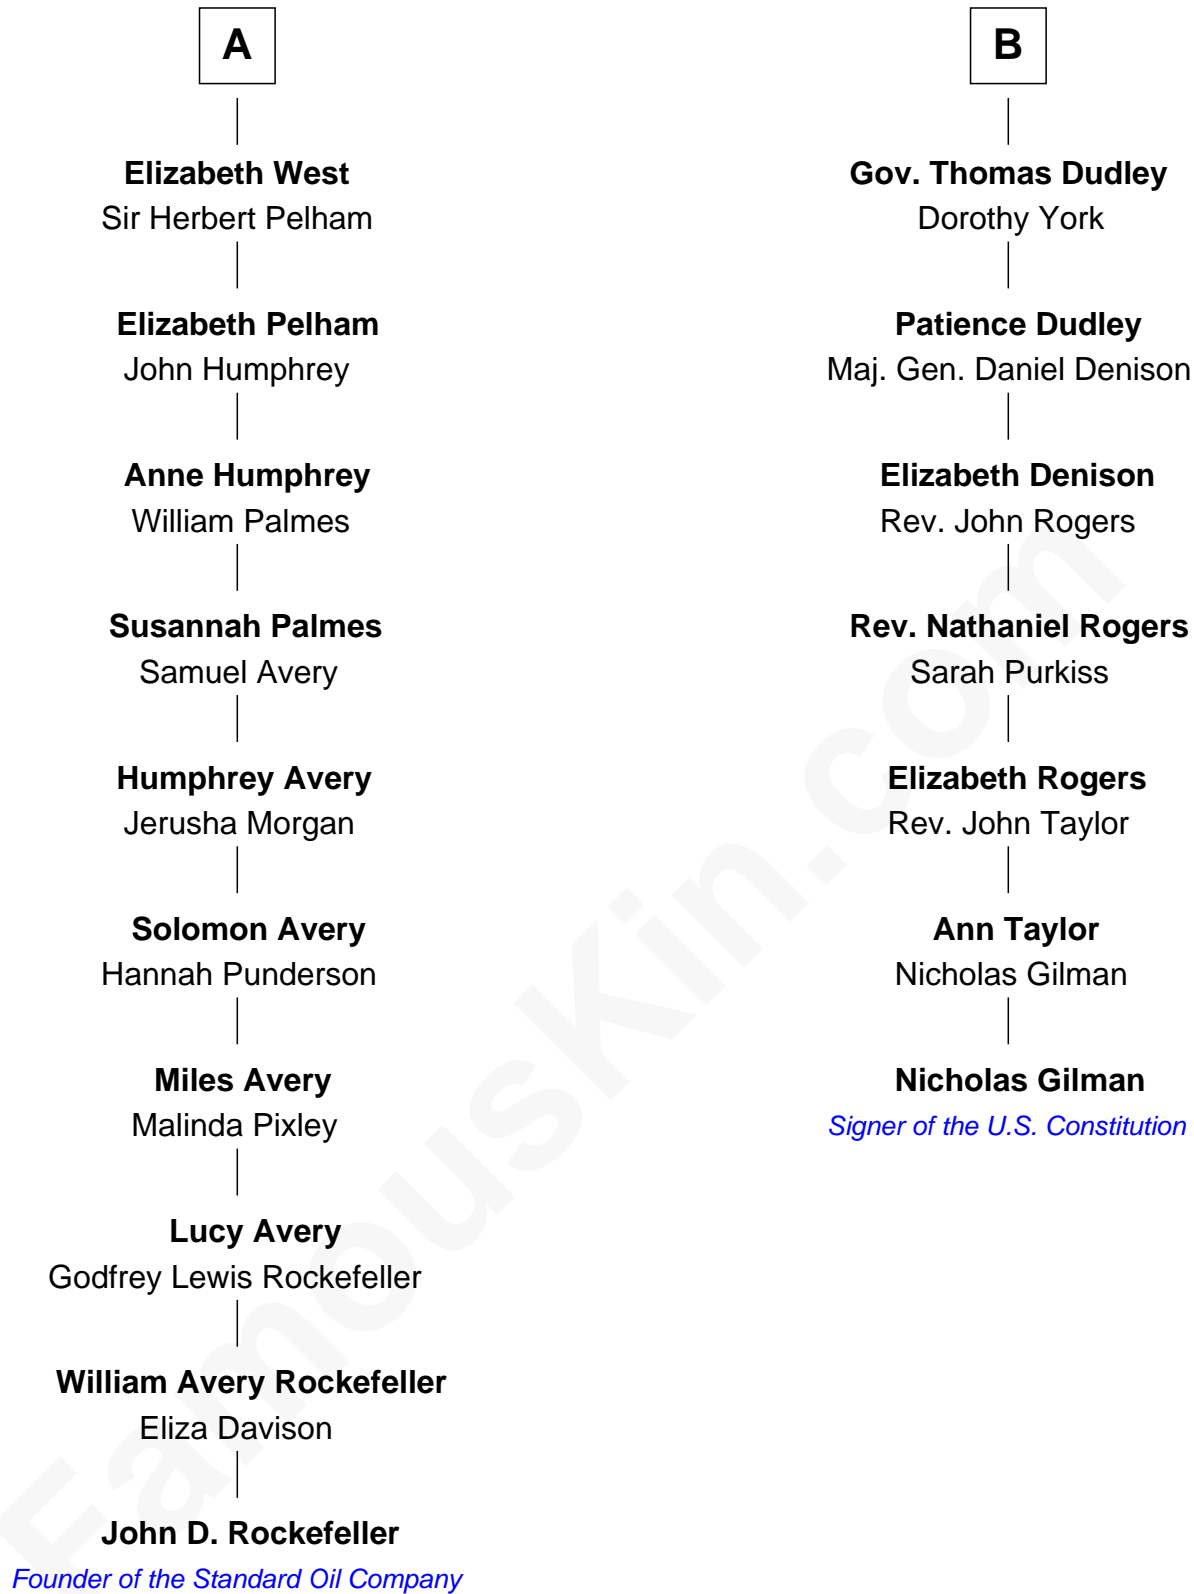 A
Elizabeth West
Sir Herbert Pelham
Elizabeth Pelham
John Humphrey
Anne Humphrey
William Palmes
Susannah Palmes
Samuel Avery
Humphrey Avery
Jerusha Morgan
Solomon Avery
Hannah Punderson
Miles Avery
Malinda Pixley
Lucy Avery
Godfrey Lewis Rockefeller
William Avery Rockefeller
Eliza Davison
John D. Rockefeller
Founder of the Standard Oil Company
B
Gov. Thomas Dudley
Dorothy York
Patience Dudley
Maj. Gen. Daniel Denison
Elizabeth Denison
Rev. John Rogers
Rev. Nathaniel Rogers
Sarah Purkiss
Elizabeth Rogers
Rev. John Taylor
Ann Taylor
Nicholas Gilman
Nicholas Gilman
Signer of the U.S. Constitution
FamousKin.com